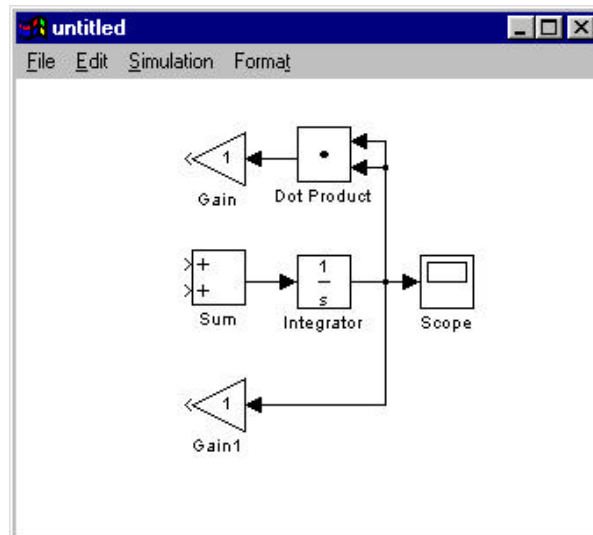 untitled
File Edit Simulation Format
1
Gain
Dot Product
+
+
Sum
1
s
Integrator
Scope
1
Gain1